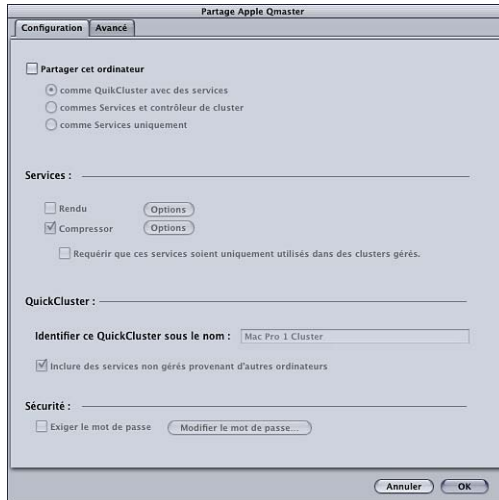 Partage Apple Qmaster
Configuration Avancé
Partager cet ordinateur
comme QuikCluster avec des services
commes Services et contrôleur de cluster
comme Services uniquement
Services :
Rendu Options
Compressor Options
Requérir que ces services soient uniquement utilisés dans des clusters gérés.
QuickCluster :
Identifier ce QuickCluster sous le nom : Mac Pro 1 Cluster
Inclure des services non gérés provenant d'autres ordinateurs
Sécurité :
Exiger le mot de passe Modifier le mot de passe...
Annuler OK